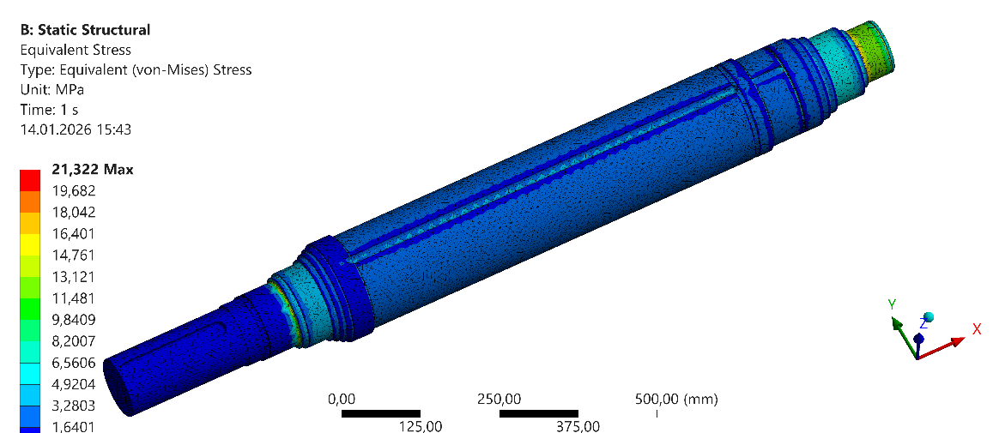 B: Static Structural
Equivalent Stress
Type: Equivalent (von-Mises) Stress
Unit: MPa
Time: 1 s
14.01.2026 15:43
21,322 Max
19,682
18,042
16,401
14,761
13,121
11,481
9,8409
8,2007
6,5606
4,9204
3,2803
1,6401
0,00 250,00 500,00 (mm)
125,00 375,00
Y
Z
X